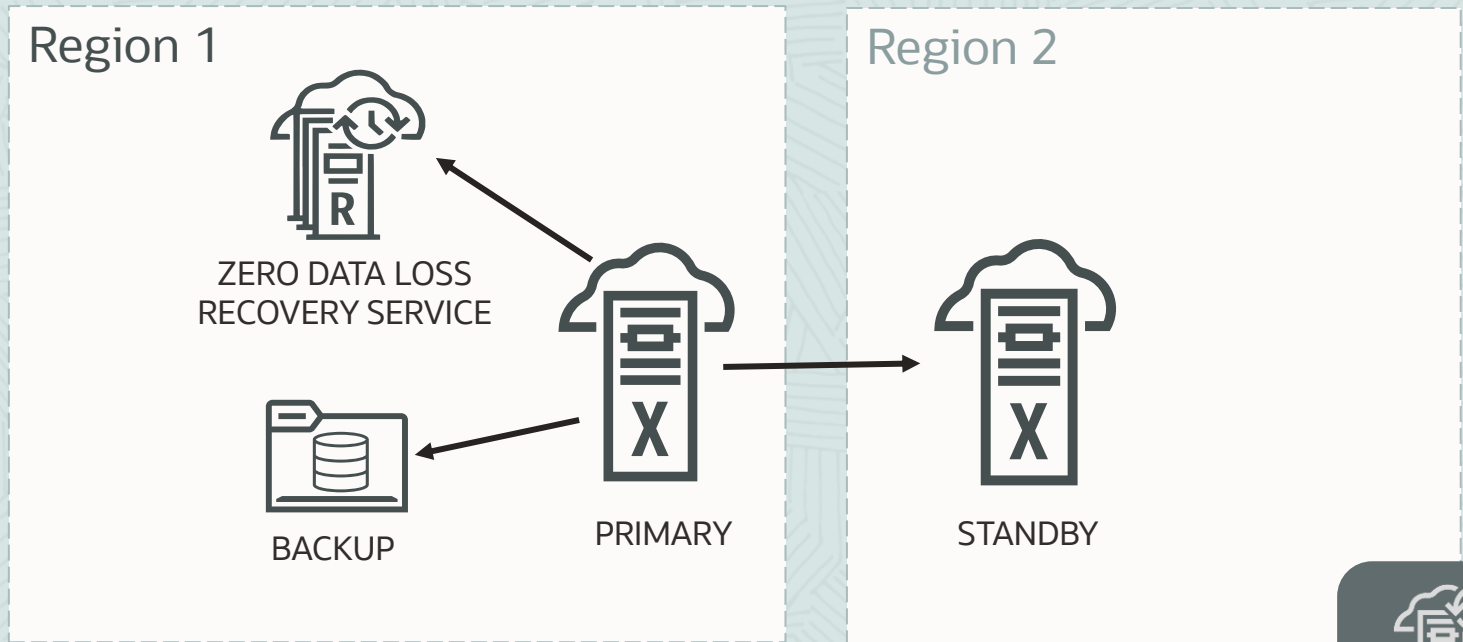 Region 1
Region 2
R
ZERO DATA LOSS
RECOVERY SERVICE
X
X
BACKUP
PRIMARY
STANDBY